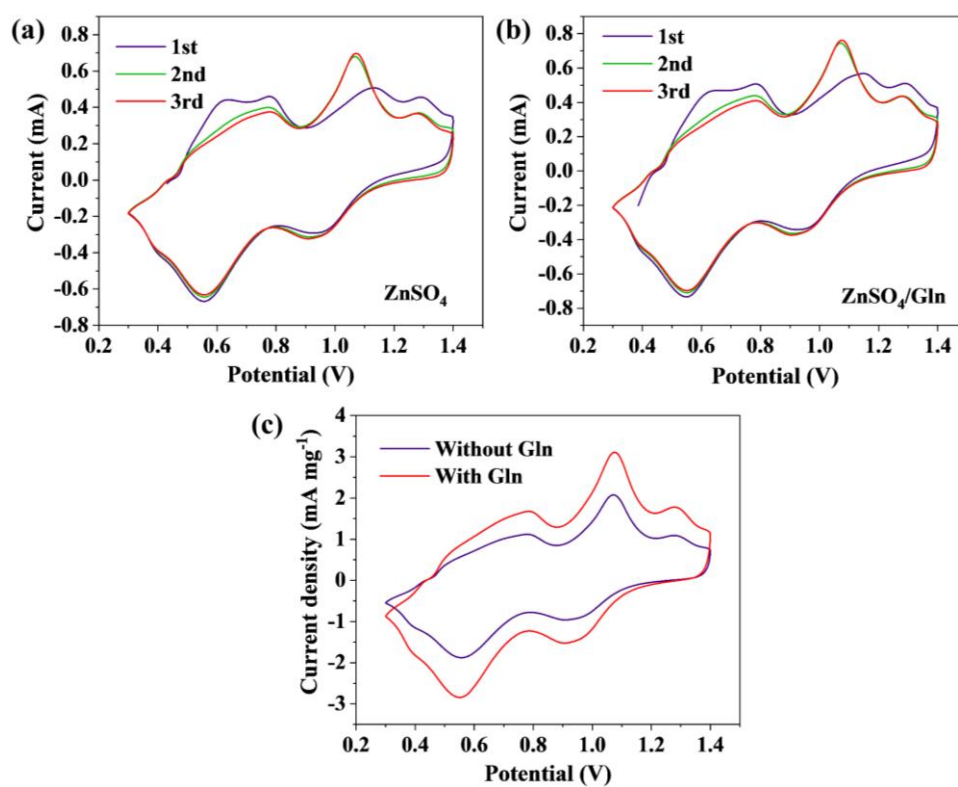 (a)
1st
2nd
3rd
0.8
0.6
0.4
0.2
0.0
-0.2
-0.4
-0.6
-0.8
Current (mA)
ZnSO₄
0.2 0.4 0.6 0.8 1.0 1.2 1.4
Potential (V)
(b)
1st
2nd
3rd
0.8
0.6
0.4
0.2
0.0
-0.2
-0.4
-0.6
-0.8
Current (mA)
ZnSO₄/Gln
0.2 0.4 0.6 0.8 1.0 1.2 1.4
Potential (V)
(c)
Without Gln
With Gln
4
3
2
1
0
-1
-2
-3
Current density (mA mg⁻¹)
0.2 0.4 0.6 0.8 1.0 1.2 1.4
Potential (V)